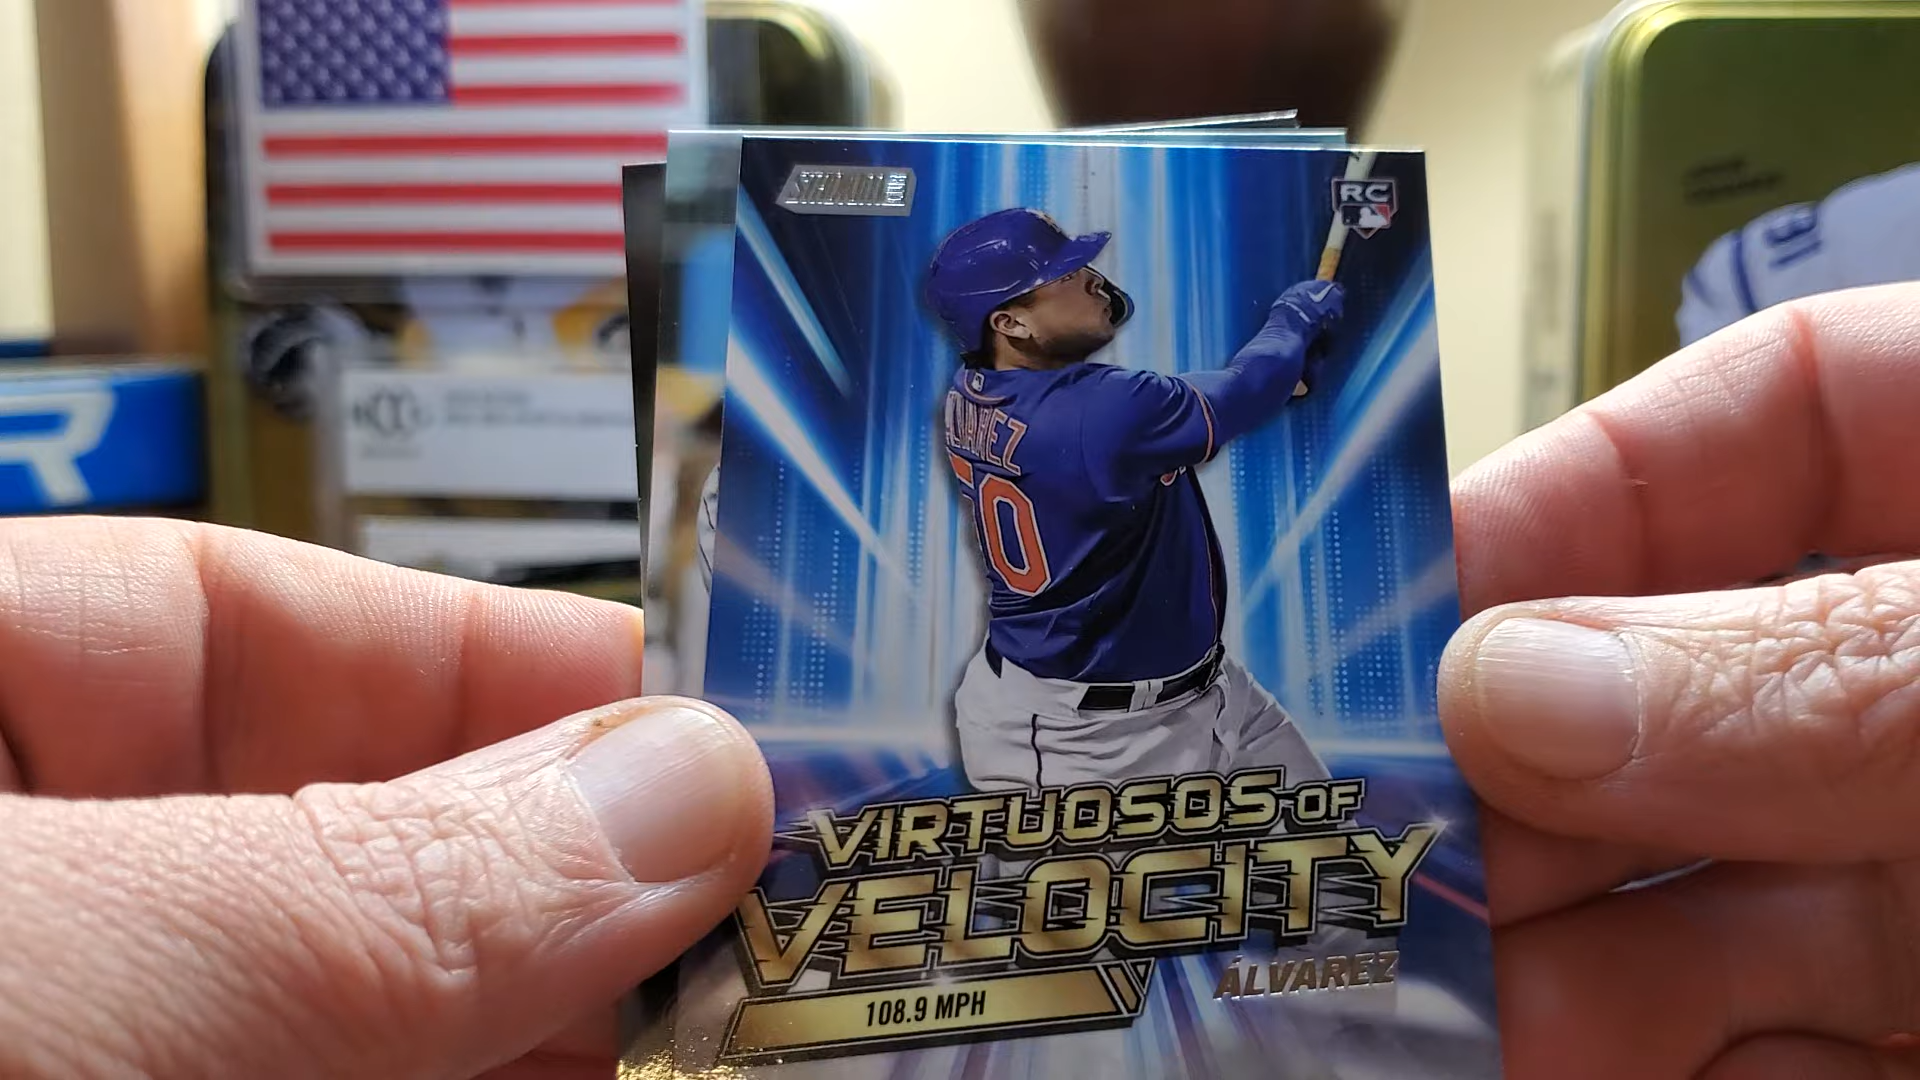 STADIUM CLUB
RC
ALVAREZ
50
VIRTUOSOS OF
VELOCITY
ÁLVAREZ
108.9 MPH